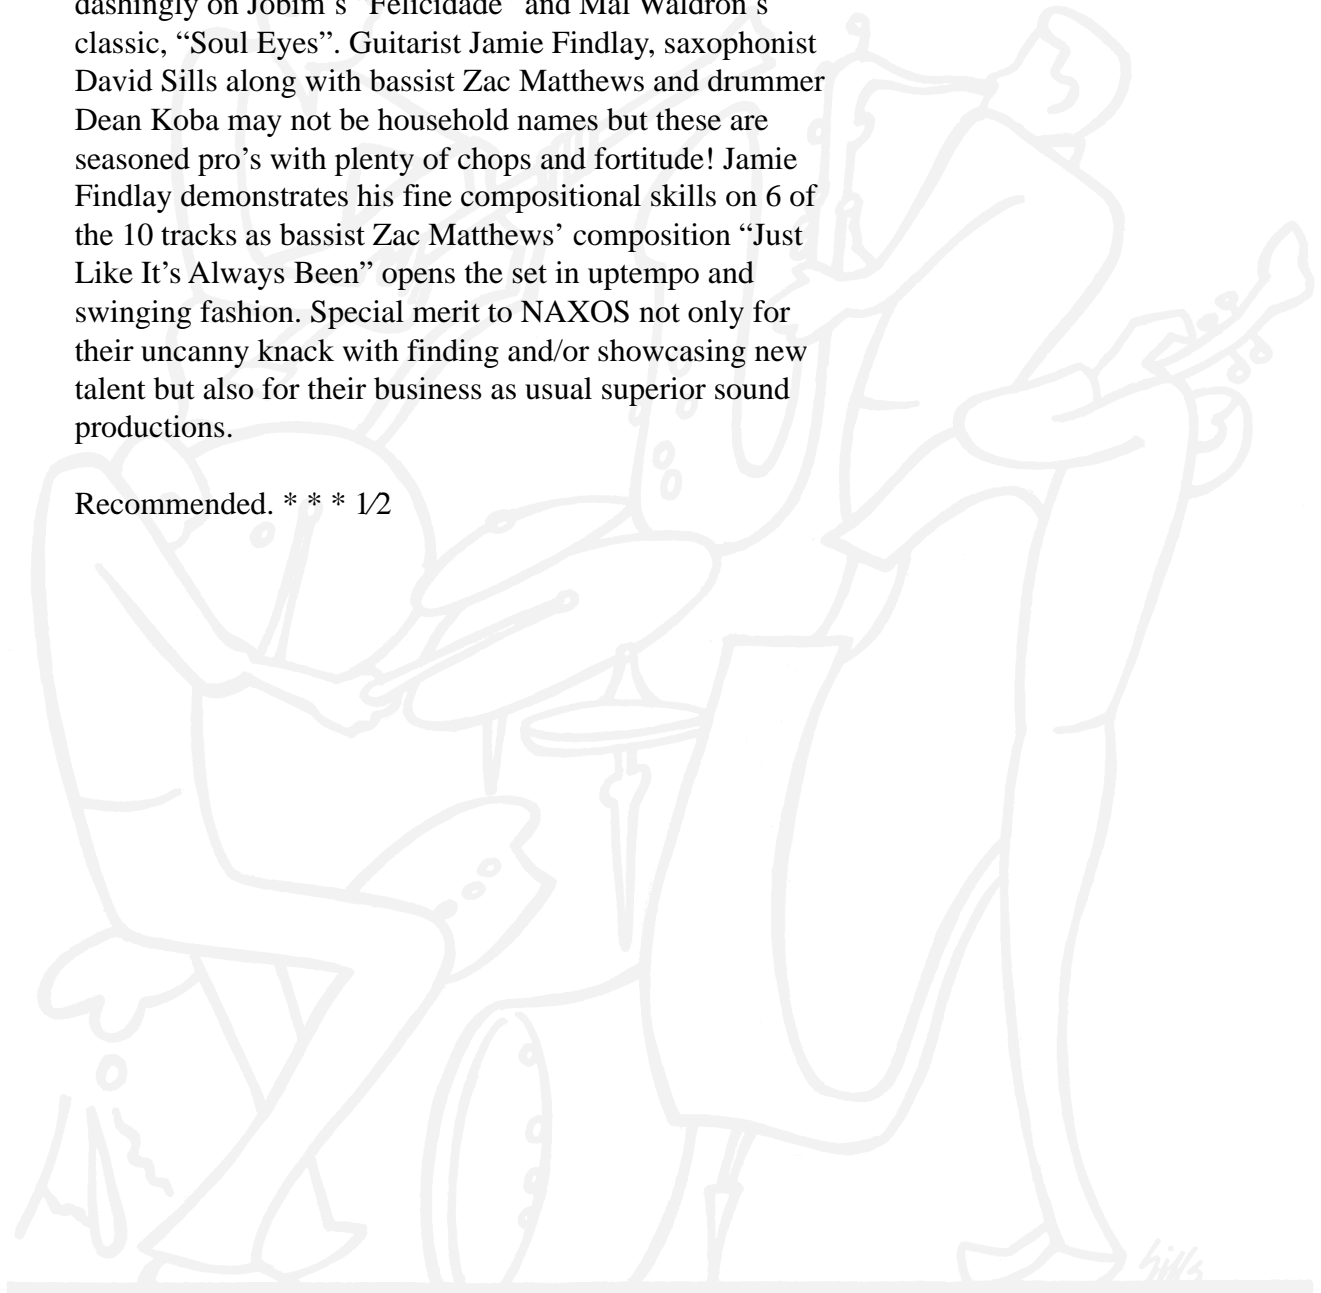 dashingly on Jobim's “Felicidade” and Mal Waldron's
classic, “Soul Eyes”. Guitarist Jamie Findlay, saxophonist
David Sills along with bassist Zac Matthews and drummer
Dean Koba may not be household names but these are
seasoned pro’s with plenty of chops and fortitude! Jamie
Findlay demonstrates his fine compositional skills on 6 of
the 10 tracks as bassist Zac Matthews’ composition “Just
Like It’s Always Been” opens the set in uptempo and
swinging fashion. Special merit to NAXOS not only for
their uncanny knack with finding and/or showcasing new
talent but also for their business as usual superior sound
productions.
Recommended. * * * 1⁄2
Sills